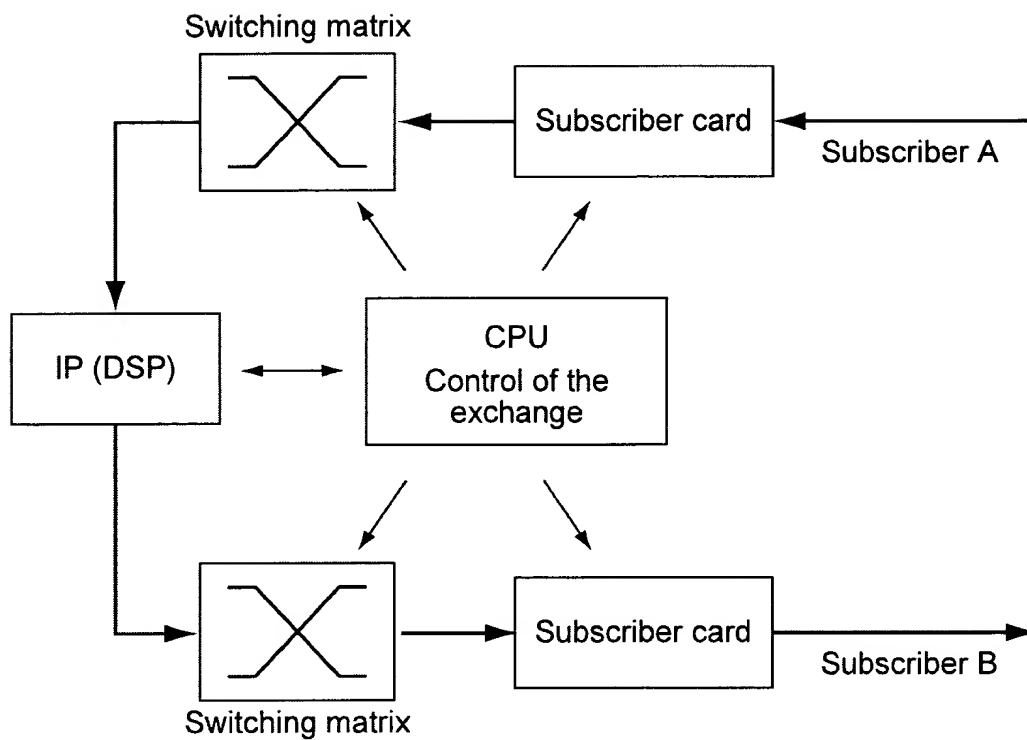 Switching matrix
Subscriber card
Subscriber A
IP (DSP)
CPU
Control of the
exchange
Subscriber card
Subscriber B
Switching matrix